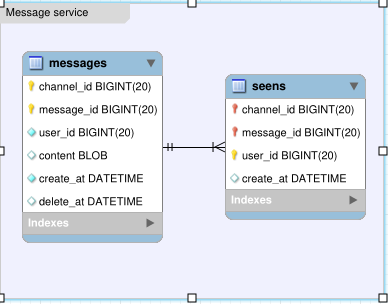 Message service
messages
channel_id BIGINT(20)
message_id BIGINT(20)
user_id BIGINT(20)
content BLOB
create_at DATETIME
delete_at DATETIME
Indexes
seens
channel_id BIGINT(20)
message_id BIGINT(20)
user_id BIGINT(20)
create_at DATETIME
Indexes